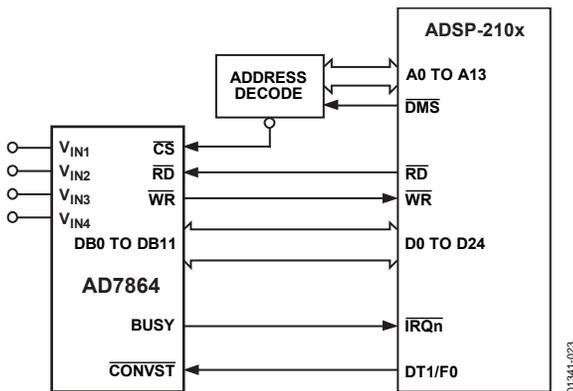 ADSP-210x
ADDRESS
DECODE
A0 TO A13
DMS
VIN1
CS
VIN2
RD
RD
VIN3
WR
WR
VIN4
DB0 TO DB11
D0 TO D24
AD7864
BUSY
IRQn
CONVST
DT1/F0
01341-023